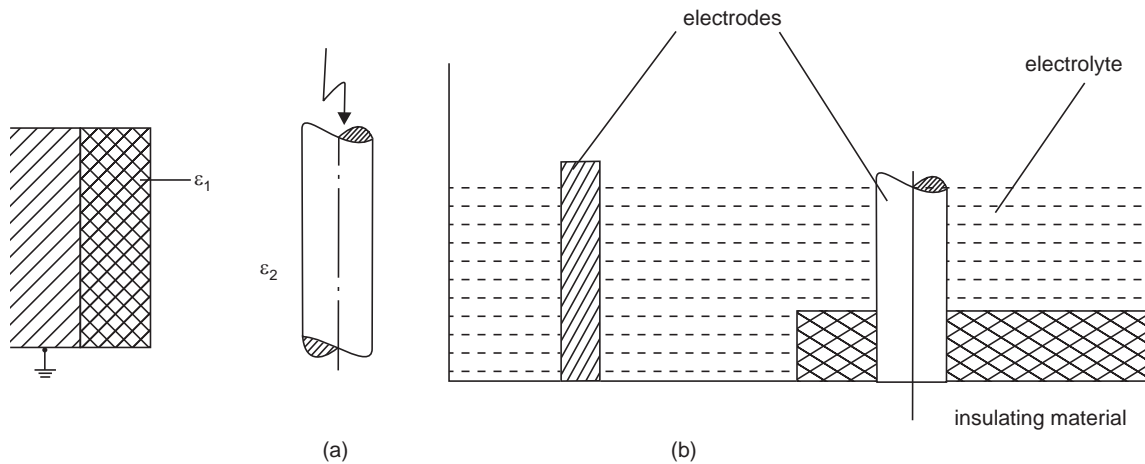 electrodes
electrolyte
ε1
ε2
insulating material
(a)
(b)